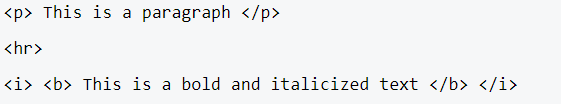 <p> This is a paragraph </p>
<hr>
<i> <b> This is a bold and italicized text </b> </i>